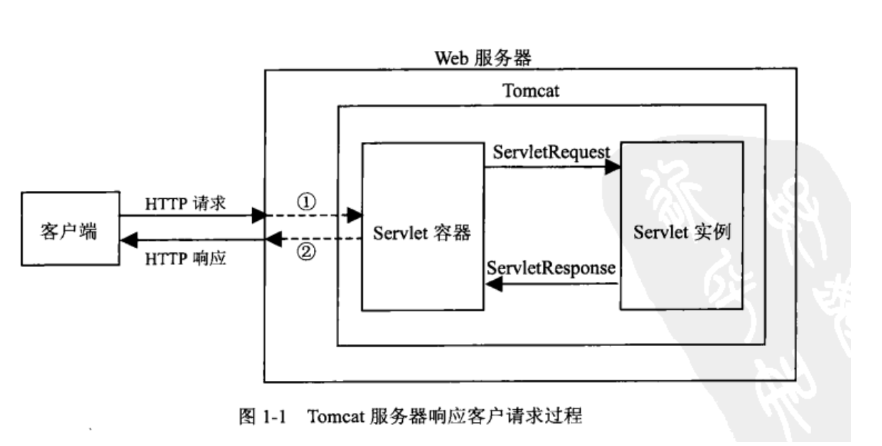 Web 服务器
Tomcat
ServletRequest
HTTP 请求
①
客户端
Servlet 容器
Servlet 实例
HTTP 响应
②
ServletResponse
图 1-1 Tomcat 服务器响应客户请求过程